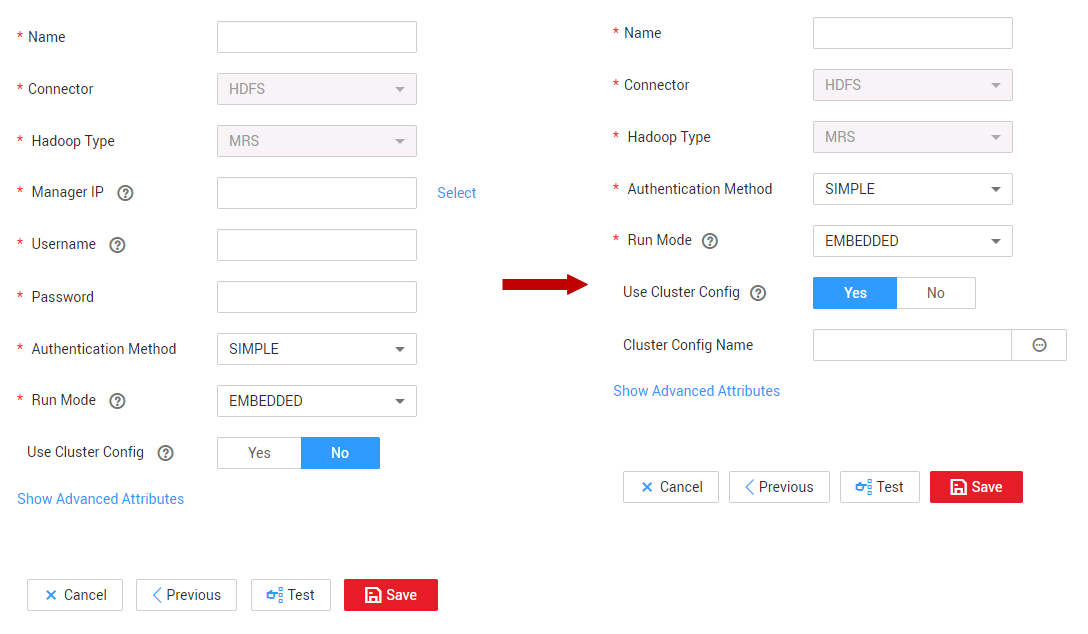 * Name
* Connector HDFS
* Hadoop Type MRS
* Manager IP ? Select
* Username ?
* Password
* Authentication Method SIMPLE
* Run Mode ? EMBEDDED
Use Cluster Config ? Yes No
Show Advanced Attributes
Cancel Previous Test Save
* Name
* Connector HDFS
* Hadoop Type MRS
* Authentication Method SIMPLE
* Run Mode ? EMBEDDED
Use Cluster Config ? Yes No
Cluster Config Name
Show Advanced Attributes
Cancel Previous Test Save